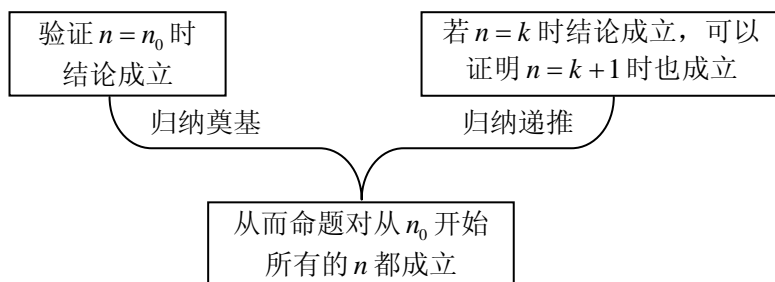 验证 n = n₀ 时
结论成立
若 n = k 时结论成立，可以
证明 n = k + 1 时也成立
归纳奠基
归纳递推
从而命题对从 n₀ 开始
所有的 n 都成立